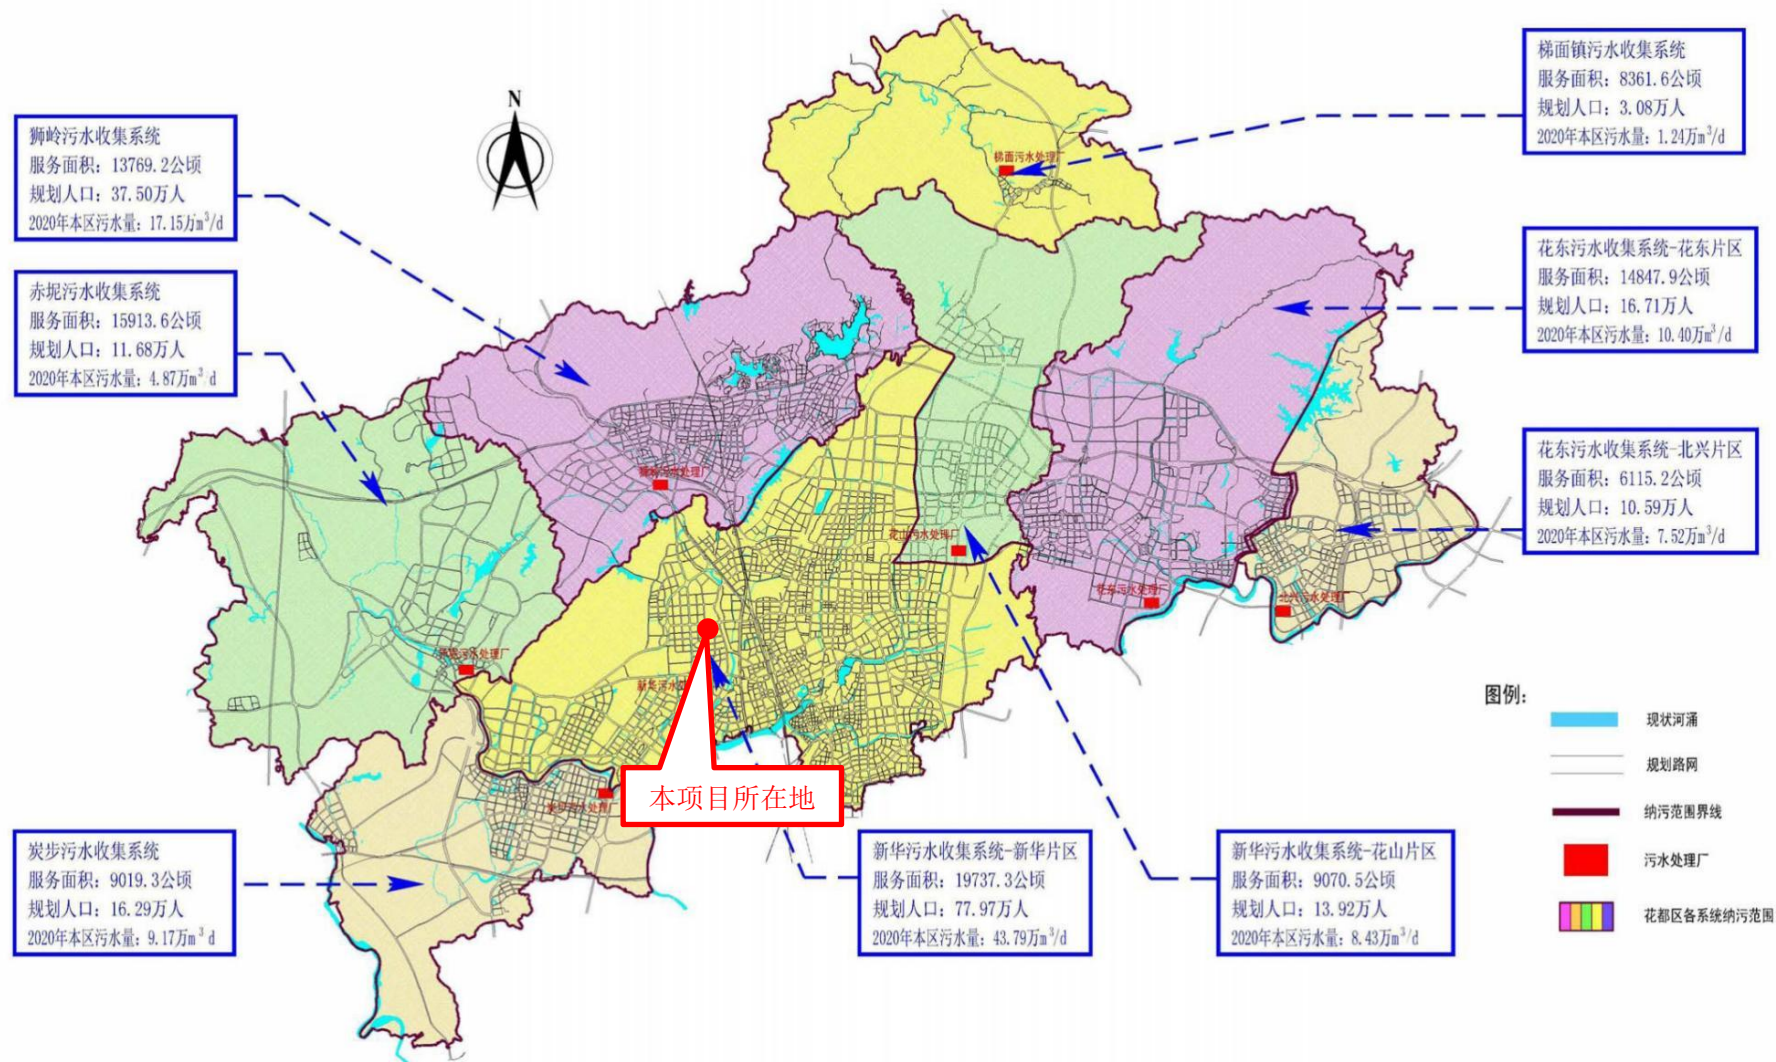 N
梯面镇污水收集系统
服务面积：8361.6公顷
规划人口：3.08万人
2020年本区污水量：1.24万m³/d
狮岭污水收集系统
服务面积：13769.2公顷
规划人口：37.50万人
2020年本区污水量：17.15万m³/d
赤坭污水收集系统
服务面积：15913.6公顷
规划人口：11.68万人
2020年本区污水量：4.87万m³/d
花东污水收集系统-花东片区
服务面积：14847.9公顷
规划人口：16.71万人
2020年本区污水量：10.40万m³/d
花东污水收集系统-北兴片区
服务面积：6115.2公顷
规划人口：10.59万人
2020年本区污水量：7.52万m³/d
梯面污水处理厂
狮岭污水处理厂
花山污水处理厂
花东污水处理厂
北兴污水处理厂
污水处理厂
新华污水处
污水处理厂
本项目所在地
炭步污水收集系统
服务面积：9019.3公顷
规划人口：16.29万人
2020年本区污水量：9.17万m³ d
新华污水收集系统-新华片区
服务面积：19737.3公顷
规划人口：77.97万人
2020年本区污水量：43.79万m³/d
新华污水收集系统-花山片区
服务面积：9070.5公顷
规划人口：13.92万人
2020年本区污水量：8.43万m³/d
图例：
现状河涌
规划路网
纳污范围界线
污水处理厂
花都区各系统纳污范围